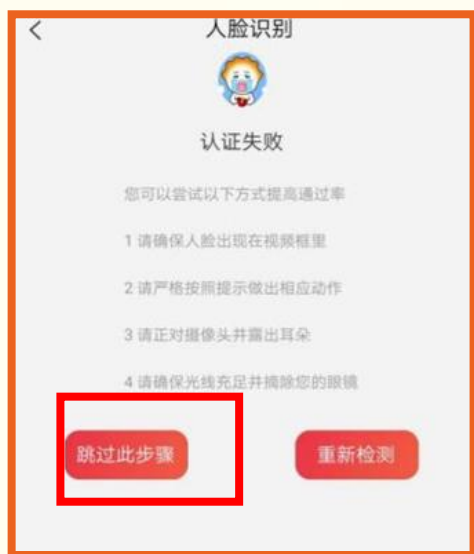 人脸识别
认证失败
您可以尝试以下方式提高通过率
1 请确保人脸出现在视频框里
2 请严格按照提示做出相应动作
3 请正对摄像头并露出耳朵
4 请确保光线充足并摘除您的眼镜
跳过此步骤
重新检测